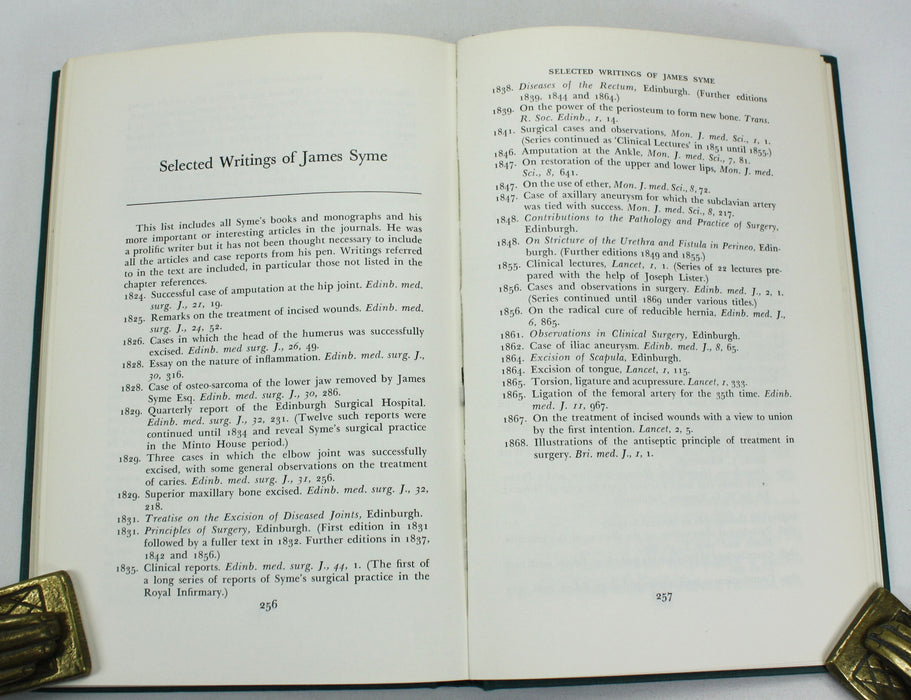 Selected Writings of James Syme
This list includes all Syme's books and monographs and his
more important or interesting articles in the journals. He was
a prolific writer but it has not been thought necessary to include
all the articles and case reports from his pen. Writings referred
to in the text are included, in particular those not listed in the
chapter references.
1824. Successful case of amputation at the hip joint. Edinb. med.
surg. J., 21, 19.
1825. Remarks on the treatment of incised wounds. Edinb. med.
surg. J., 24, 52.
1826. Cases in which the head of the humerus was successfully
excised. Edinb. med surg. J., 26, 49.
1828. Essay on the nature of inflammation. Edinb. med. surg. J.,
30, 316.
1828. Case of osteo-sarcoma of the lower jaw removed by James
Syme Esq. Edinb. med. surg. J., 30, 286.
1829. Quarterly report of the Edinburgh Surgical Hospital.
Edinb. med. surg. J., 32, 231. (Twelve such reports were
continued until 1834 and reveal Syme's surgical practice
in the Minto House period.)
1829. Three cases in which the elbow joint was successfully
excised, with some general observations on the treatment
of caries. Edinb. med. surg. J., 31, 256.
1829. Superior maxillary bone excised. Edinb. med. surg. J., 32,
218.
1831. Treatise on the Excision of Diseased Joints, Edinburgh.
1831. Principles of Surgery, Edinburgh. (First edition in 1831
followed by a fuller text in 1832. Further editions in 1837,
1842 and 1856.)
1835. Clinical reports. Edinb. med. surg. J., 44, 1. (The first of
a long series of reports of Syme's surgical practice in the
Royal Infirmary.)
256
SELECTED WRITINGS OF JAMES SYME
1838. Diseases of the Rectum, Edinburgh. (Further editions
1839, 1844 and 1864.)
1839. On the power of the periosteum to form new bone. Trans.
R. Soc. Edinb., 1, 14.
1841. Surgical cases and observations, Mon. J. med. Sci., 1, 1.
(Series continued as 'Clinical Lectures' in 1851 until 1855.)
1846. Amputation at the Ankle, Mon. J. med. Sci., 7, 81.
1847. On restoration of the upper and lower lips, Mon. J. med.
Sci., 8, 641.
1847. On the use of ether, Mon. J. med. Sci., 8, 72.
1847. Case of axillary aneurysm for which the subclavian artery
was tied with success. Mon. J. med. Sci., 8, 217.
1848. Contributions to the Pathology and Practice of Surgery,
Edinburgh.
1848. On Stricture of the Urethra and Fistula in Perineo, Edin-
burgh. (Further editions 1849 and 1855.)
1855. Clinical lectures, Lancet, 1, 1. (Series of 22 lectures pre-
pared with the help of Joseph Lister.)
1856. Cases and observations in surgery. Edinb. med. J., 2, 1.
(Series continued until 1869 under various titles.)
1856. On the radical cure of reducible hernia, Edinb. med. J.,
6, 865.
1861. Observations in Clinical Surgery, Edinburgh.
1862. Case of iliac aneurysm. Edinb. med. J., 8, 65.
1864. Excision of Scapula, Edinburgh.
1864. Excision of tongue, Lancet, 1, 115.
1865. Torsion, ligature and acupressure. Lancet, 1, 333.
1865. Ligation of the femoral artery for the 35th time. Edinb.
med. J. 11, 967.
1867. On the treatment of incised wounds with a view to union
by the first intention. Lancet, 2, 5.
1868. Illustrations of the antiseptic principle of treatment in
surgery. Bri. med. J., 1, 1.
257